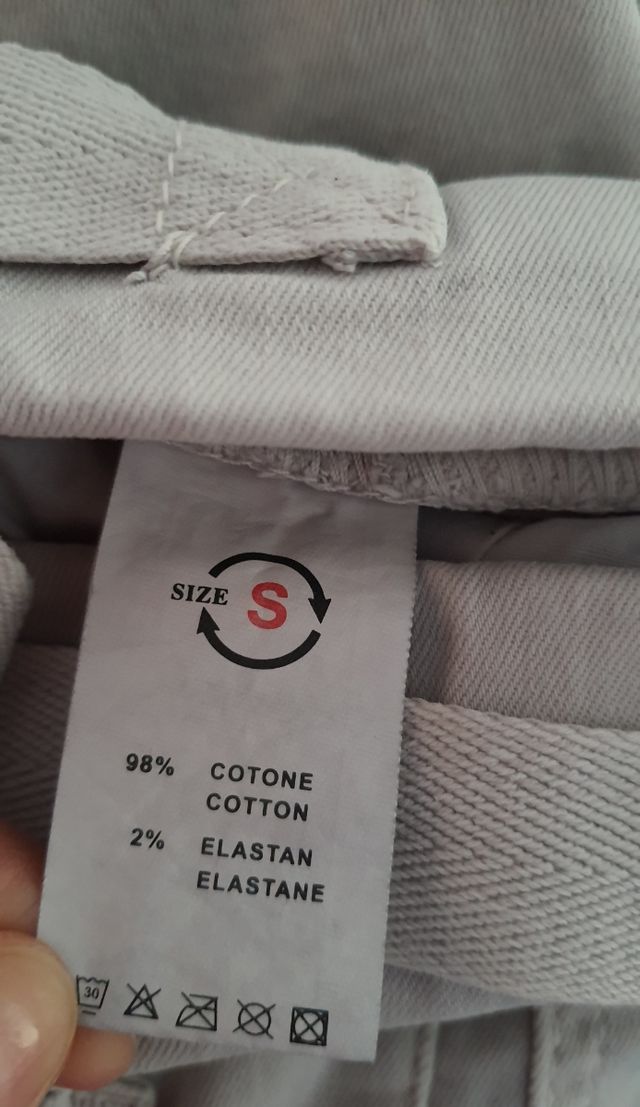 SIZE S
98% COTONE
COTTON
2% ELASTAN
ELASTANE
30